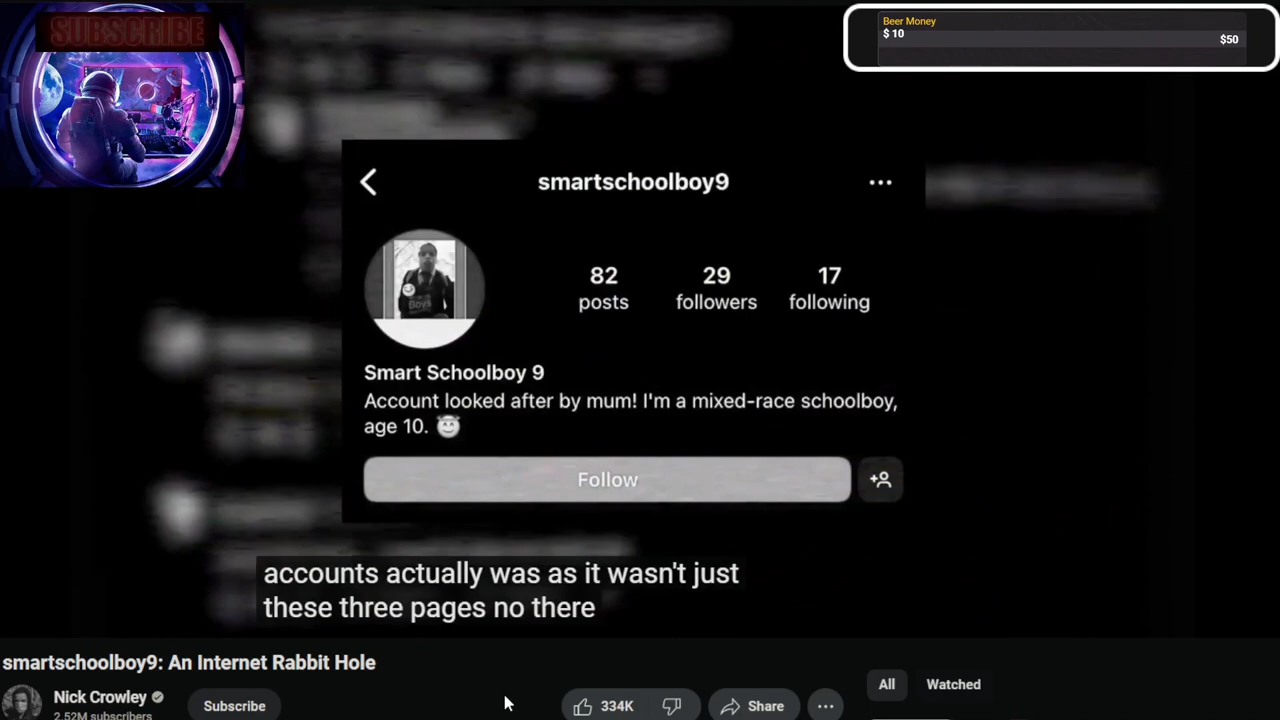 SUBSCRIBE
Beer Money
$ 10
$50
smartschoolboy9
82
29
17
posts
followers
following
Boys
Smart Schoolboy 9
Account looked after by mum! I'm a mixed-race schoolboy,
age 10.
Follow
accounts actually was as it wasn't just
these three pages no there
smartschoolboy9: An Internet Rabbit Hole
Nick Crowley
2.52M subscribers
Subscribe
334K
Share
All
Watched